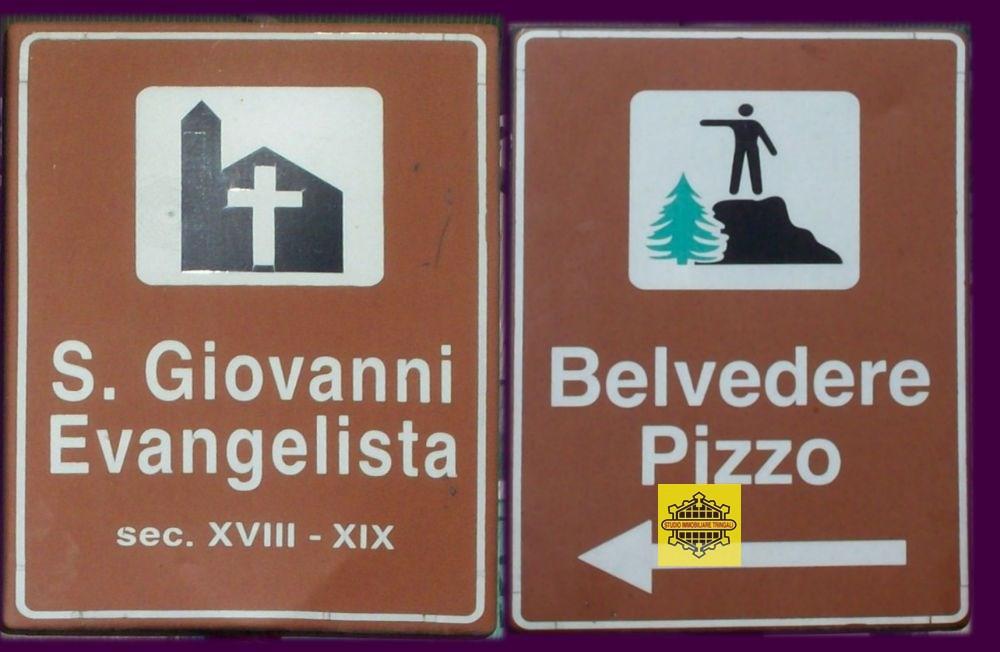 S. Giovanni
Evangelista
sec. XVIII - XIX
Belvedere
Pizzo
STUDIO IMMOBILIARE TRINGALI